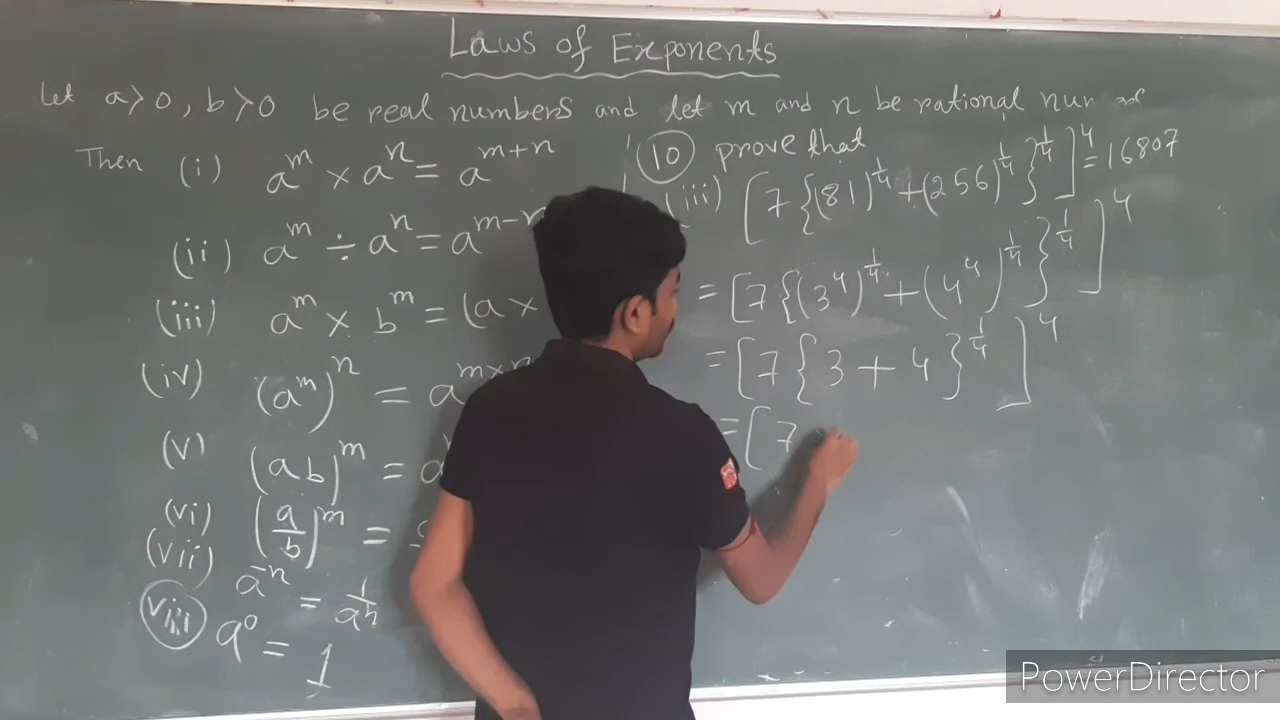 Laws of Exponents
Let a>0, b>0 be real numbers and let m and n be rational
Then (i) a^m × a^n = a^{m+n}
(ii) a^m ÷ a^n = a^{m-n}
(iii) a^m × b^m = (a ×
(iv) (a^m)^n = a^{m×n}
(v) (ab)^m = a
(vi) (a/b)^m =
(vii) a^{-n} = 1/a^n
(viii) a^0 = 1
(10) prove that
(iii) [7{(81)^{1/4}+(256)^{1/4}}^{1/4}]^4 = 16807
= [7{(3^4)^{1/4}+(4^4)^{1/4}}^{1/4}]^4
= [7{3+4}^{1/4}]^4
= [7
PowerDirector